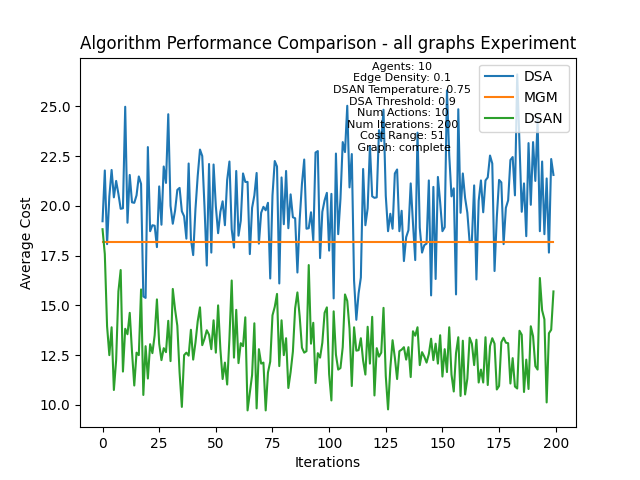 Algorithm Performance Comparison - all graphs Experiment
Agents: 10
Edge Density: 0.1
DSAN Temperature: 0.75
DSA Threshold: 0.9
Num Actions: 10
Num Iterations: 200
Cost Range: 51
Graph: complete
DSA
MGM
DSAN
Average Cost
25.0
22.5
20.0
17.5
15.0
12.5
10.0
0 25 50 75 100 125 150 175 200
Iterations